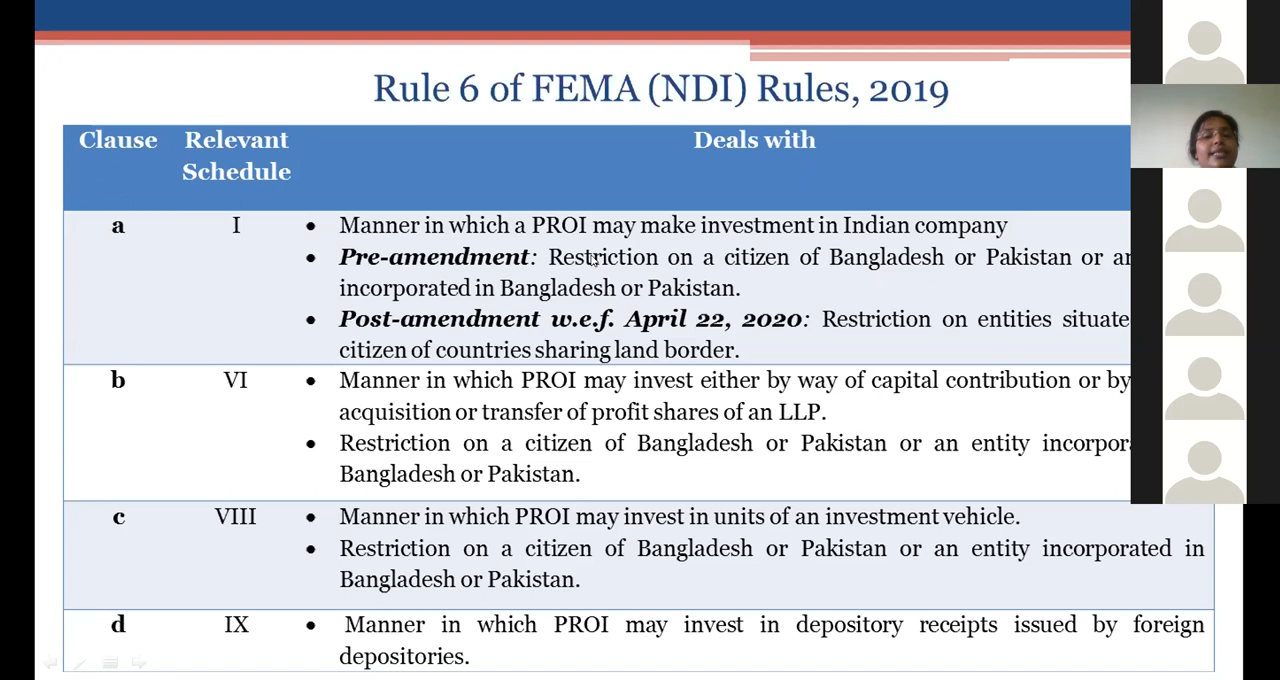 Rule 6 of FEMA (NDI) Rules, 2019
Clause Relevant Schedule Deals with
a I • Manner in which a PROI may make investment in Indian company
• Pre-amendment: Restriction on a citizen of Bangladesh or Pakistan or
incorporated in Bangladesh or Pakistan.
• Post-amendment w.e.f. April 22, 2020: Restriction on entities
citizen of countries sharing land border.
b VI • Manner in which PROI may invest either by way of capital contribution or by
acquisition or transfer of profit shares of an LLP.
• Restriction on a citizen of Bangladesh or Pakistan or an entity
Bangladesh or Pakistan.
c VIII • Manner in which PROI may invest in units of an investment vehicle.
• Restriction on a citizen of Bangladesh or Pakistan or an entity incorporated in
Bangladesh or Pakistan.
d IX • Manner in which PROI may invest in depository receipts issued by foreign
depositories.